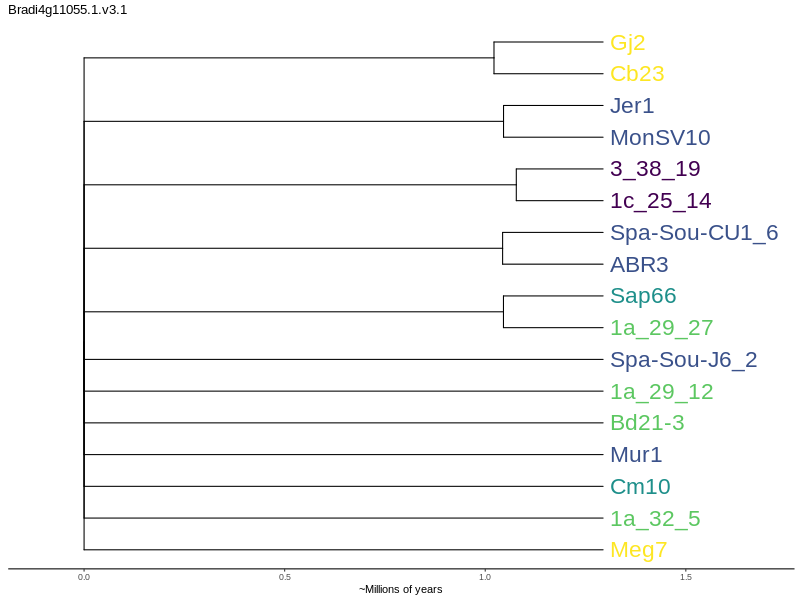 Bradi4g11055.1.v3.1
Gj2
Cb23
Jer1
MonSV10
3_38_19
1c_25_14
Spa-Sou-CU1_6
ABR3
Sap66
1a_29_27
Spa-Sou-J6_2
1a_29_12
Bd21-3
Mur1
Cm10
1a_32_5
Meg7
0.0 0.5 1.0 1.5
~Millions of years